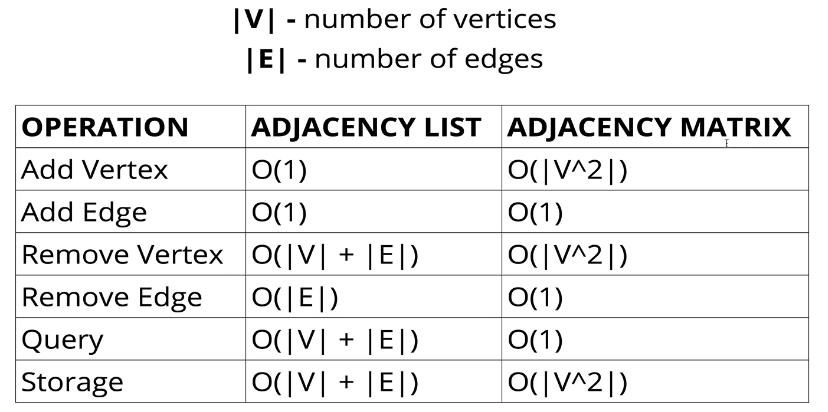 |V| - number of vertices
|E| - number of edges
OPERATION ADJACENCY LIST ADJACENCY MATRIX
Add Vertex O(1) O(|V^2|)
Add Edge O(1) O(1)
Remove Vertex O(|V| + |E|) O(|V^2|)
Remove Edge O(|E|) O(1)
Query O(|V| + |E|) O(1)
Storage O(|V| + |E|) O(|V^2|)